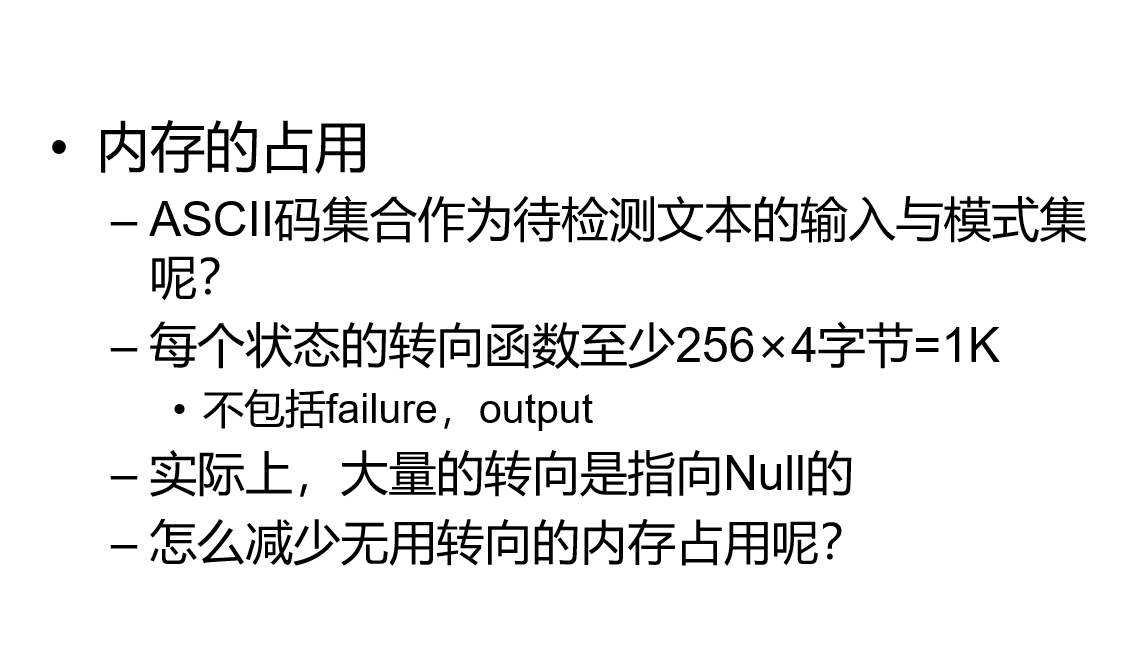 • 内存的占用
– ASCII码集合作为待检测文本的输入与模式集
呢？
– 每个状态的转向函数至少256×4字节=1K
• 不包括failure，output
– 实际上，大量的转向是指向Null的
– 怎么减少无用转向的内存占用呢？